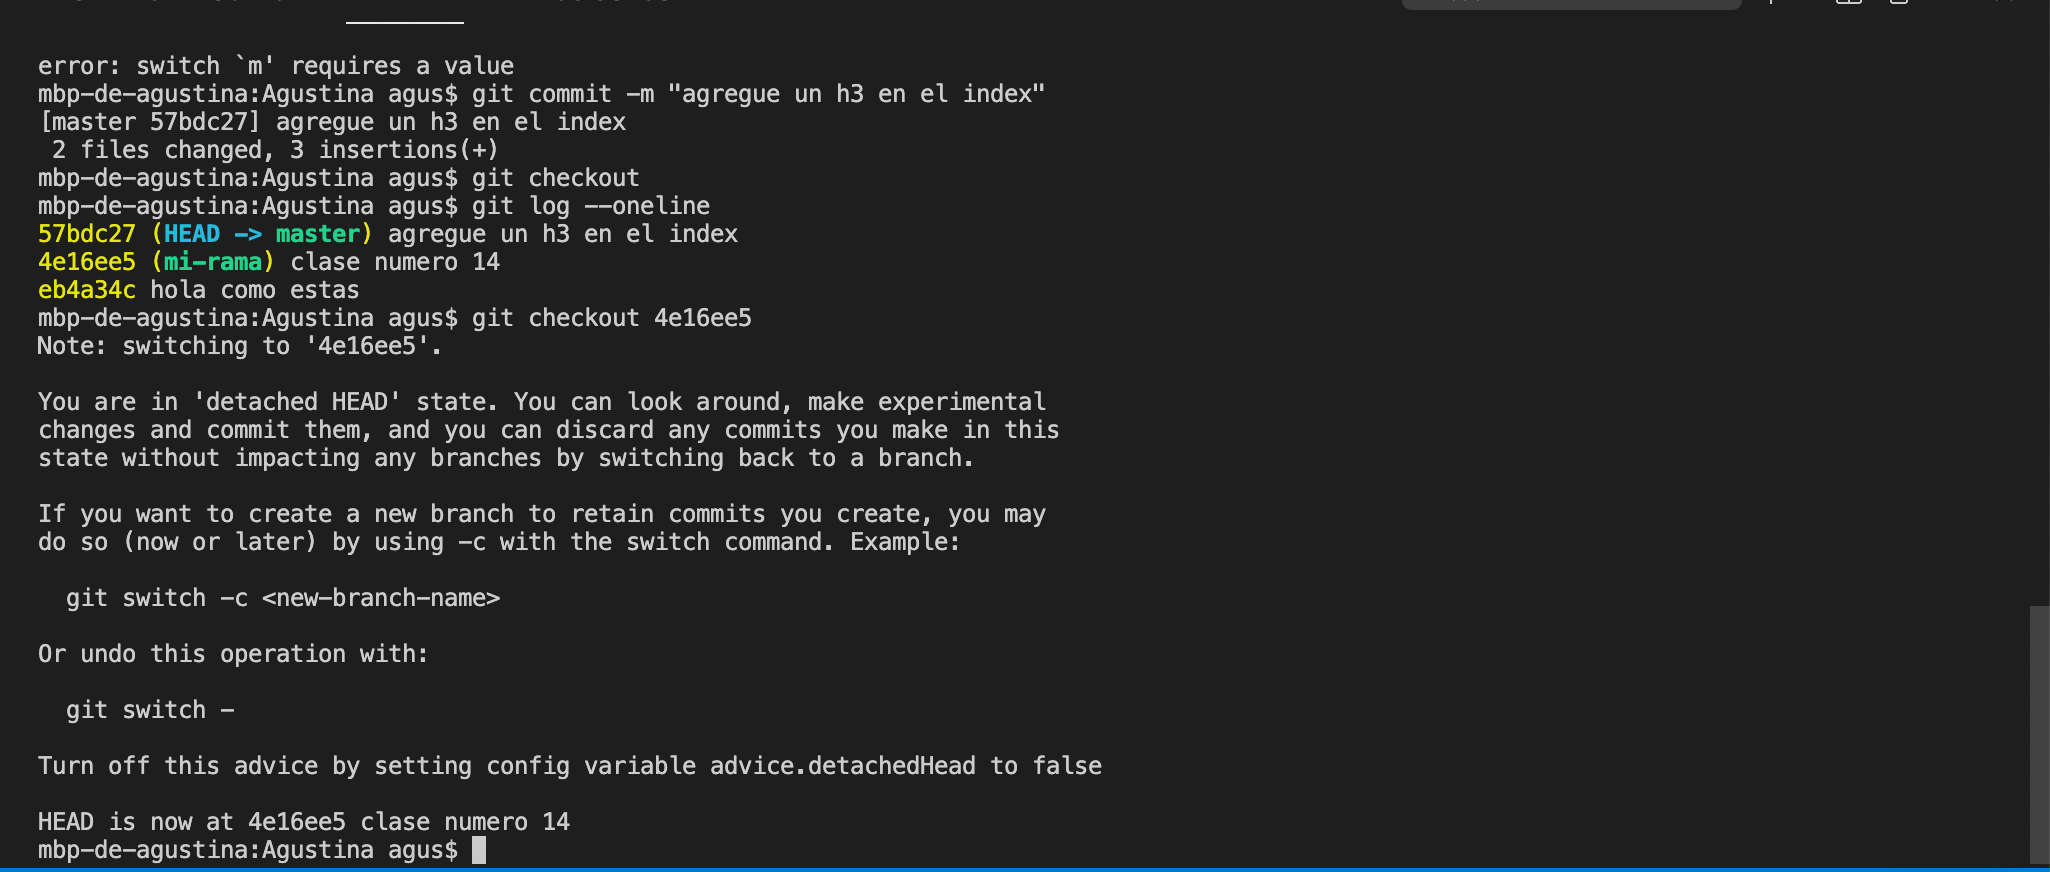 error: switch `m' requires a value
mbp-de-agustina:Agustina agus$ git commit -m "agregue un h3 en el index"
[master 57bdc27] agregue un h3 en el index
 2 files changed, 3 insertions(+)
mbp-de-agustina:Agustina agus$ git checkout
mbp-de-agustina:Agustina agus$ git log --oneline
57bdc27 (HEAD -> master) agregue un h3 en el index
4e16ee5 (mi-rama) clase numero 14
eb4a34c hola como estas
mbp-de-agustina:Agustina agus$ git checkout 4e16ee5
Note: switching to '4e16ee5'.

You are in 'detached HEAD' state. You can look around, make experimental
changes and commit them, and you can discard any commits you make in this
state without impacting any branches by switching back to a branch.

If you want to create a new branch to retain commits you create, you may
do so (now or later) by using -c with the switch command. Example:

  git switch -c <new-branch-name>

Or undo this operation with:

  git switch -

Turn off this advice by setting config variable advice.detachedHead to false

HEAD is now at 4e16ee5 clase numero 14
mbp-de-agustina:Agustina agus$